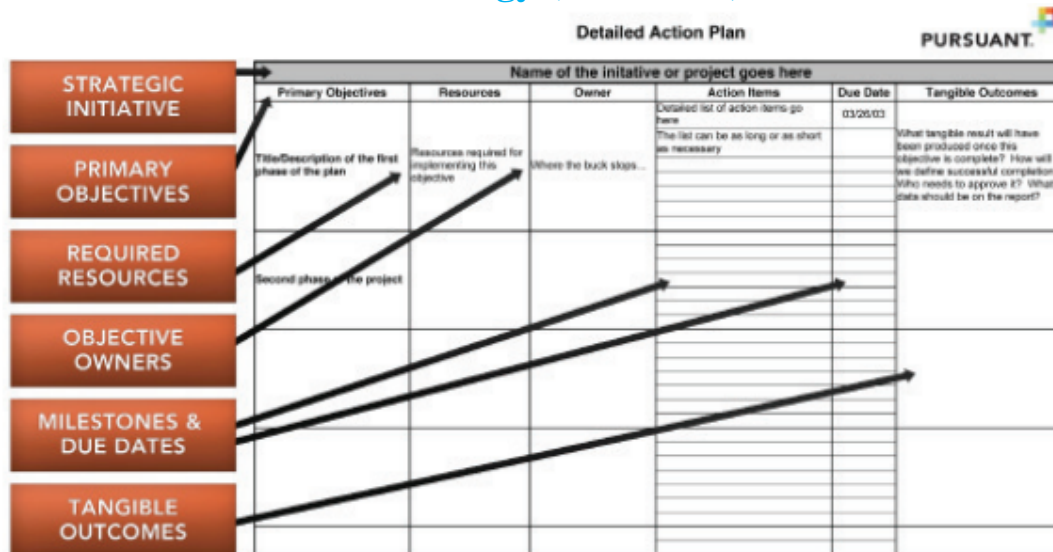 Detailed Action Plan
PURSUANT.
STRATEGIC
INITIATIVE
PRIMARY
OBJECTIVES
REQUIRED
RESOURCES
OBJECTIVE
OWNERS
MILESTONES &
DUE DATES
TANGIBLE
OUTCOMES
Name of the initative or project goes here
Primary Objectives
Resources
Owner
Action Items
Due Date
Tangible Outcomes
Title/Description of the first
phase of the plan
Resources required for
implementing this
objective
Where the buck stops...
Detailed list of action items go
here
03/26/03
The list can be as long or as short
as necessary
What tangible result will have
been produced once this
objective is complete? How will
we define successful completion
Who needs to approve it? What
data should be on the report?
Second phase the project